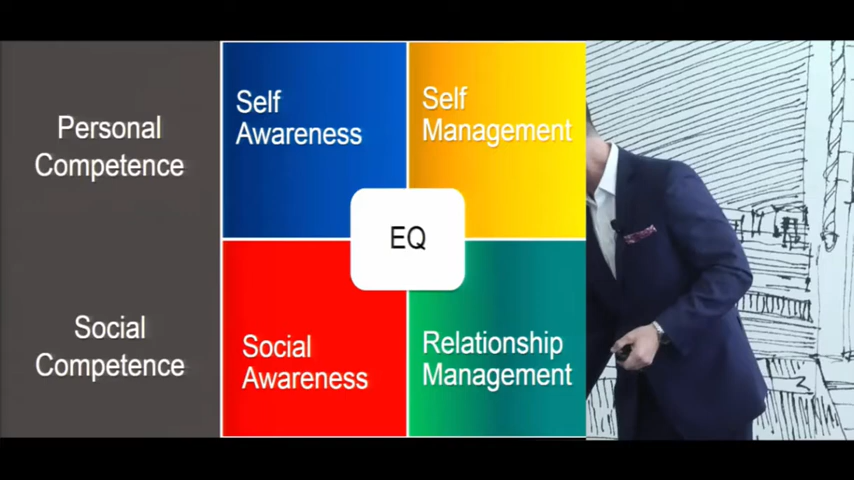 Personal
Competence
Self
Awareness
Self
Management
EQ
Social
Competence
Social
Awareness
Relationship
Management